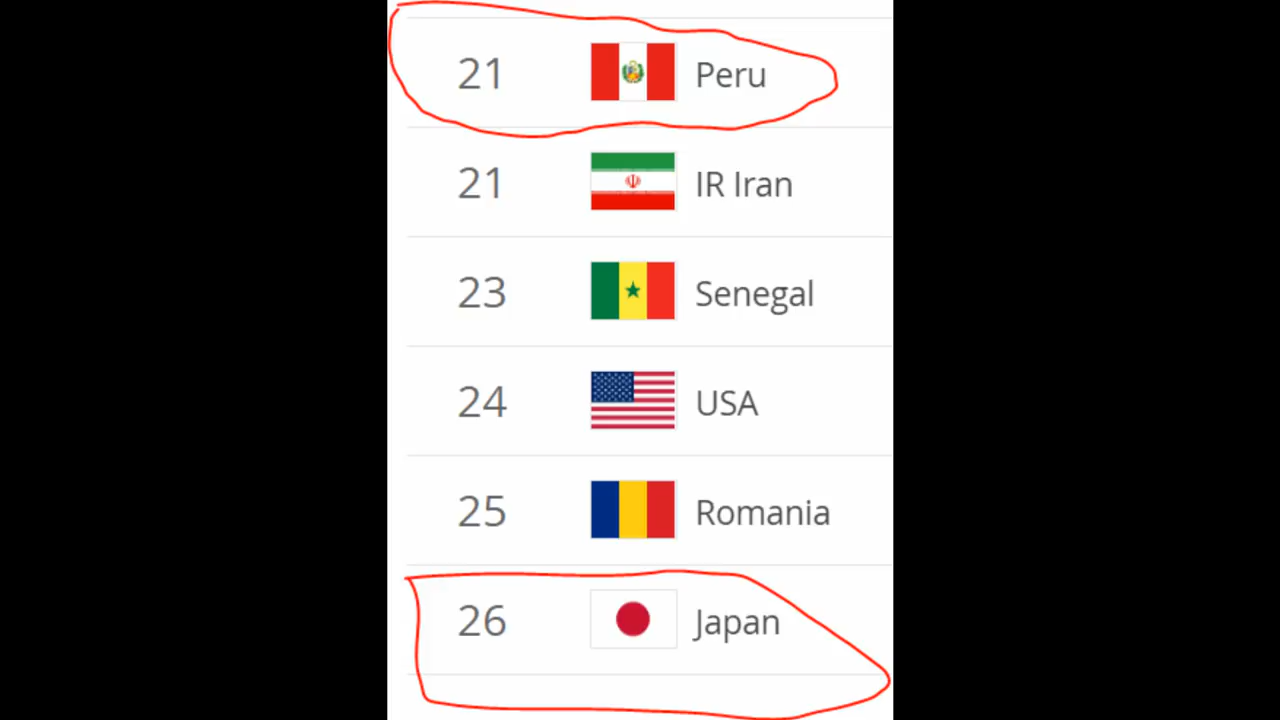 21 Peru
21 IR Iran
23 Senegal
24 USA
25 Romania
26 Japan